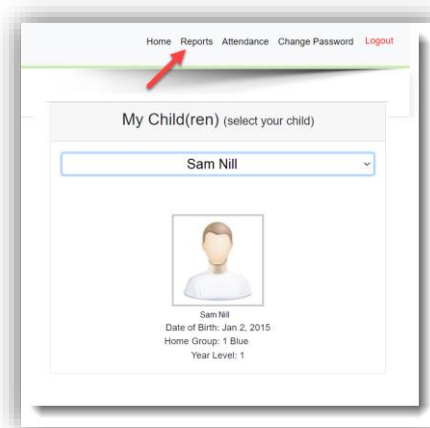 Home Reports Attendance Change Password Logout
My Child(ren) (select your child)
Sam Nill
Sam Nill
Date of Birth: Jan 2, 2015
Home Group: 1 Blue
Year Level: 1